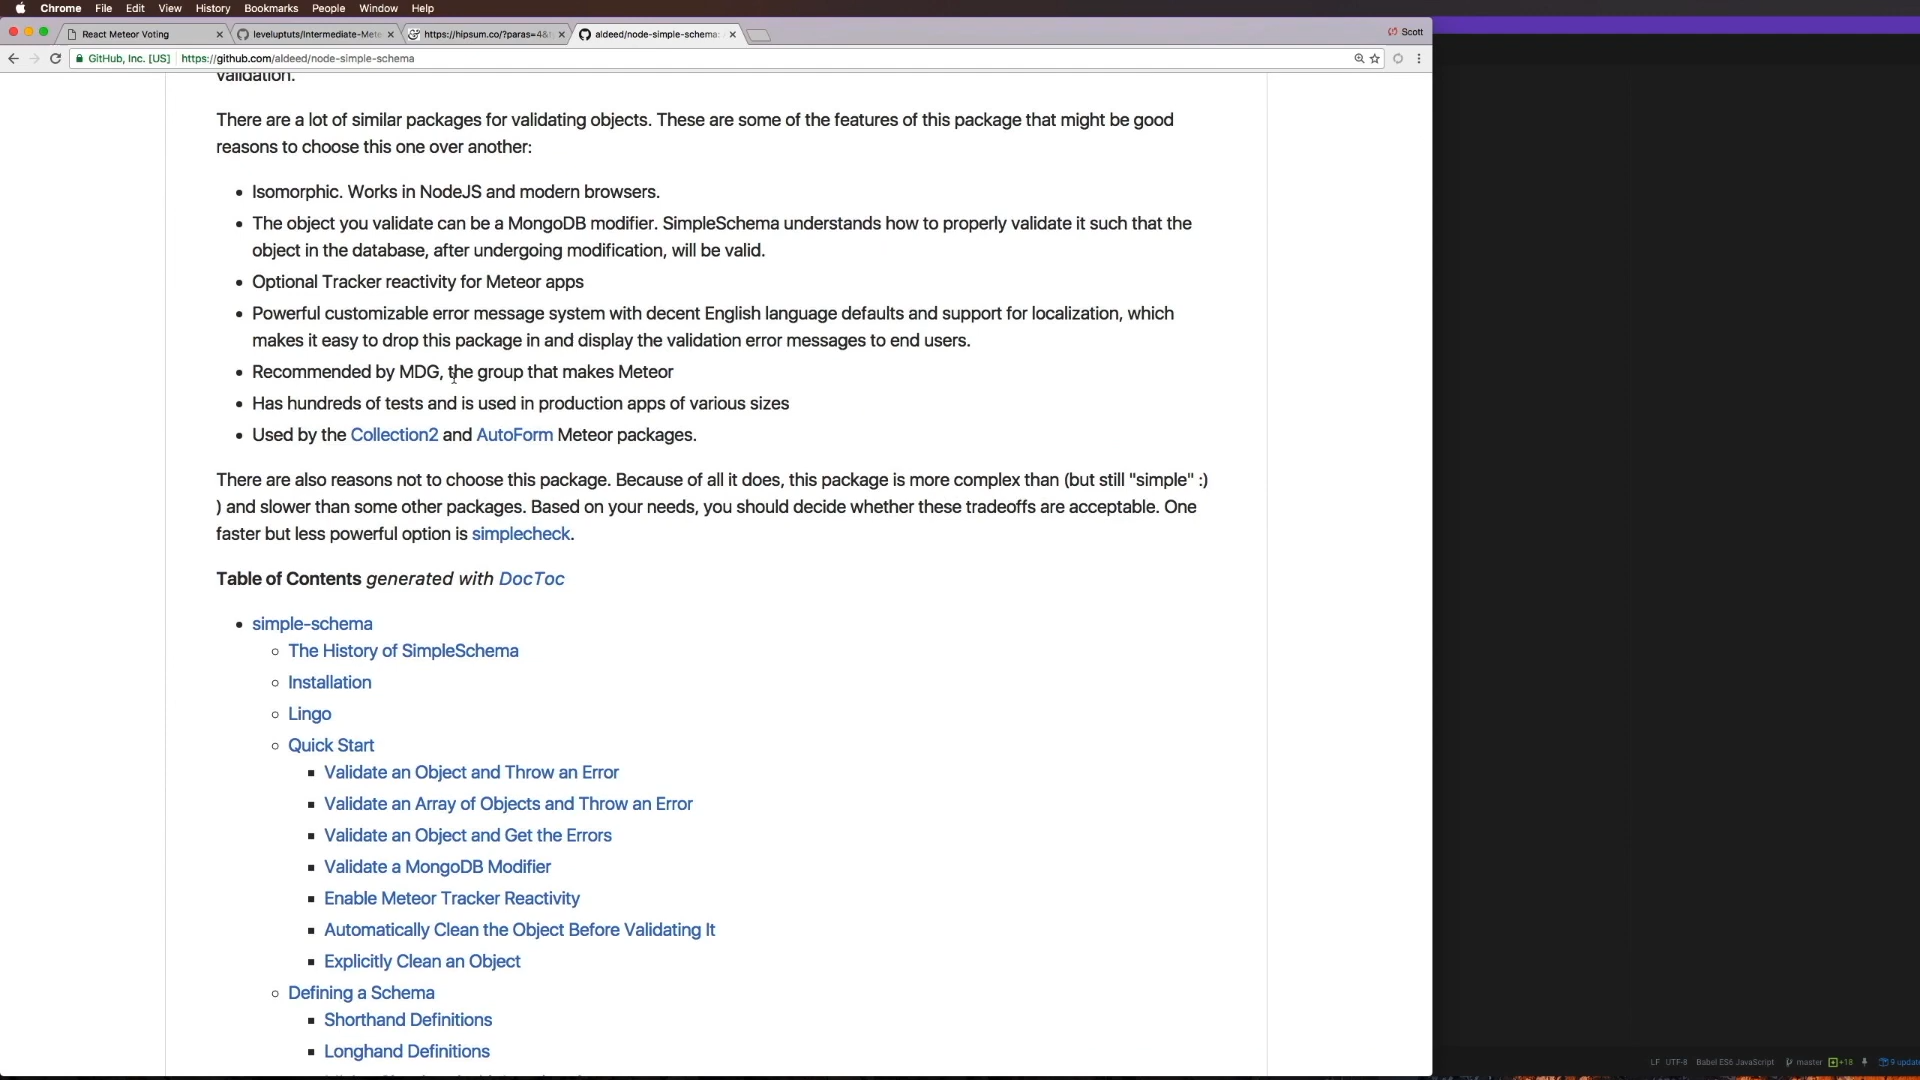 Chrome File Edit View History Bookmarks People Window Help
React Meteor Voting
leveluptuts/Intermediate-Mete
https://hipsum.co/?paras=4&t
aldeed/node-simple-schema:
Scott
GitHub, Inc. [US] https://github.com/aldeed/node-simple-schema
validation.
There are a lot of similar packages for validating objects. These are some of the features of this package that might be good
reasons to choose this one over another:
Isomorphic. Works in NodeJS and modern browsers.
The object you validate can be a MongoDB modifier. SimpleSchema understands how to properly validate it such that the
object in the database, after undergoing modification, will be valid.
Optional Tracker reactivity for Meteor apps
Powerful customizable error message system with decent English language defaults and support for localization, which
makes it easy to drop this package in and display the validation error messages to end users.
Recommended by MDG, the group that makes Meteor
Has hundreds of tests and is used in production apps of various sizes
Used by the Collection2 and AutoForm Meteor packages.
There are also reasons not to choose this package. Because of all it does, this package is more complex than (but still "simple" :)
) and slower than some other packages. Based on your needs, you should decide whether these tradeoffs are acceptable. One
faster but less powerful option is simplecheck.
Table of Contents generated with DocToc
simple-schema
The History of SimpleSchema
Installation
Lingo
Quick Start
Validate an Object and Throw an Error
Validate an Array of Objects and Throw an Error
Validate an Object and Get the Errors
Validate a MongoDB Modifier
Enable Meteor Tracker Reactivity
Automatically Clean the Object Before Validating It
Explicitly Clean an Object
Defining a Schema
Shorthand Definitions
Longhand Definitions
LF UTF-8 Babel ES6 JavaScript master +18 9 update